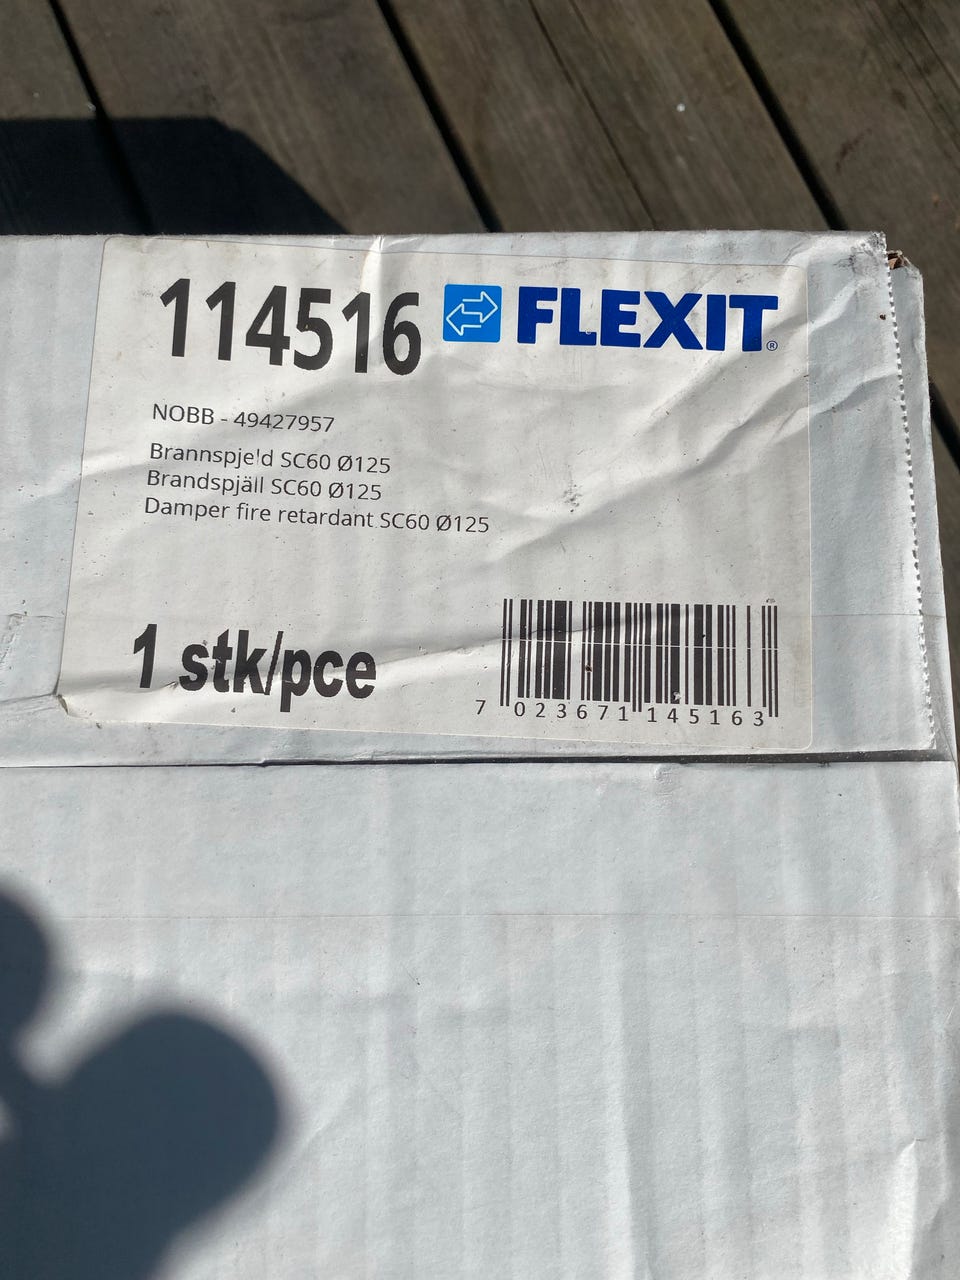 114516 FLEXIT®
NOBB - 49427957
Brannspje'd SC60 Ø125
Brandspjäll SC60 Ø125
Damper fire retardant SC60 Ø125
1 stk/pce
7 023671 145163